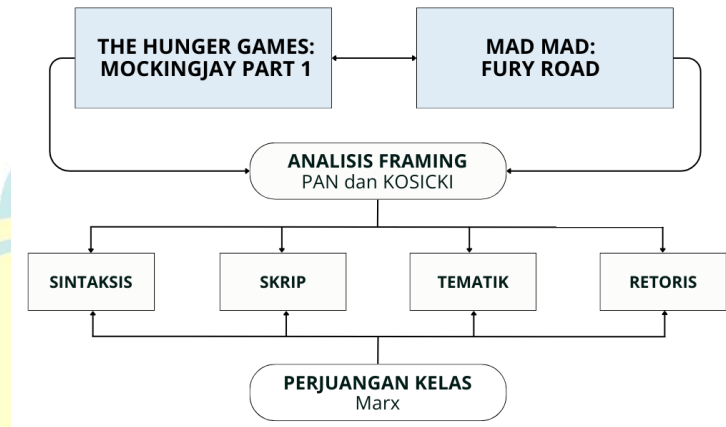 THE HUNGER GAMES:
MOCKINGJAY PART 1
MAD MAD:
FURY ROAD
ANALISIS FRAMING
PAN dan KOSICKI
SINTAKSIS
SKRIP
TEMATIK
RETORIS
PERJUANGAN KELAS
Marx